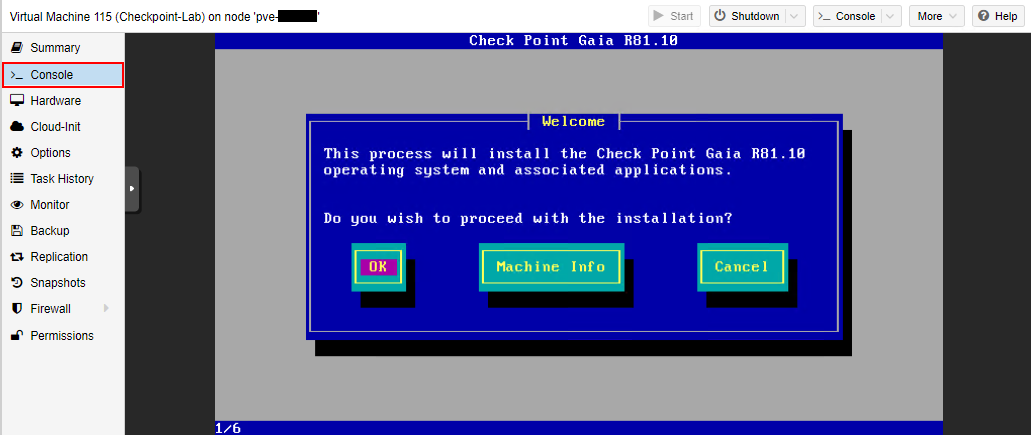 Virtual Machine 115 (Checkpoint-Lab) on node 'pve-'
Start
Shutdown
>_ Console
More
Help
Summary
>_ Console
Hardware
Cloud-Init
Options
Task History
Monitor
Backup
Replication
Snapshots
Firewall
Permissions
Check Point Gaia R81.10
Welcome
This process will install the Check Point Gaia R81.10
operating system and associated applications.
Do you wish to proceed with the installation?
OK
Machine Info
Cancel
1/6